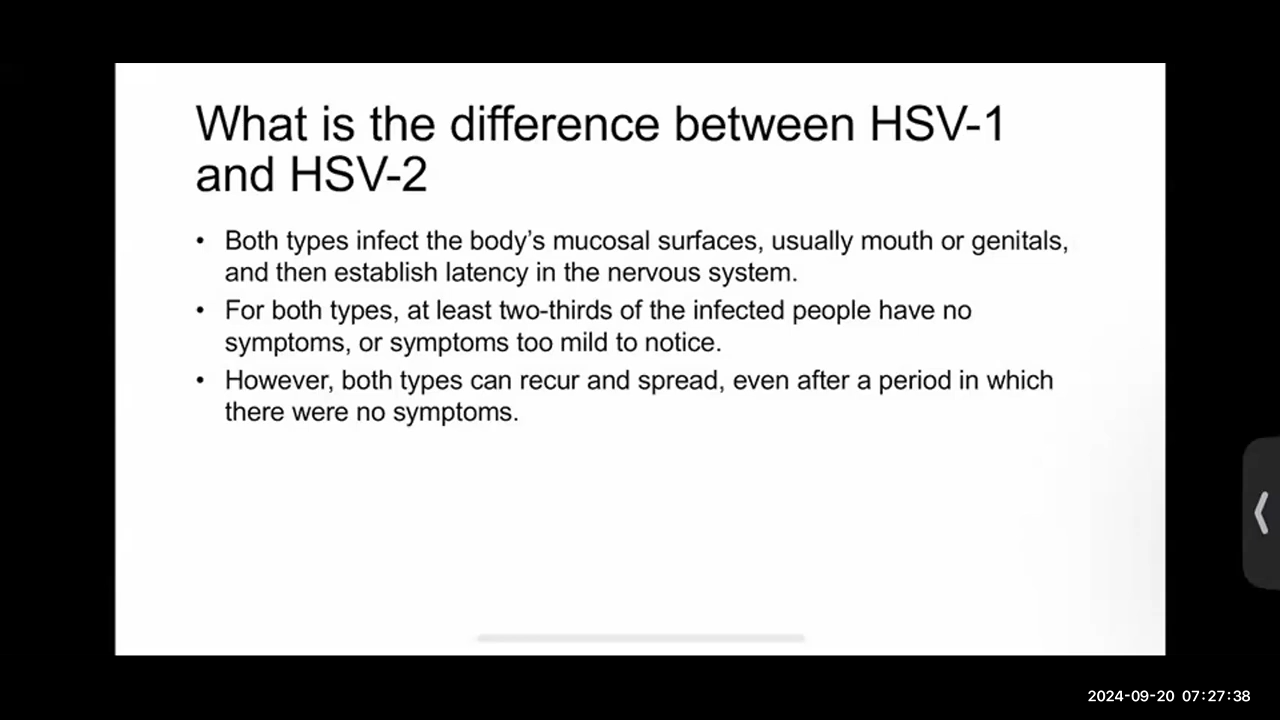 What is the difference between HSV-1
and HSV-2
• Both types infect the body’s mucosal surfaces, usually mouth or genitals,
and then establish latency in the nervous system.
• For both types, at least two-thirds of the infected people have no
symptoms, or symptoms too mild to notice.
• However, both types can recur and spread, even after a period in which
there were no symptoms.
2024-09-20 07:27:38